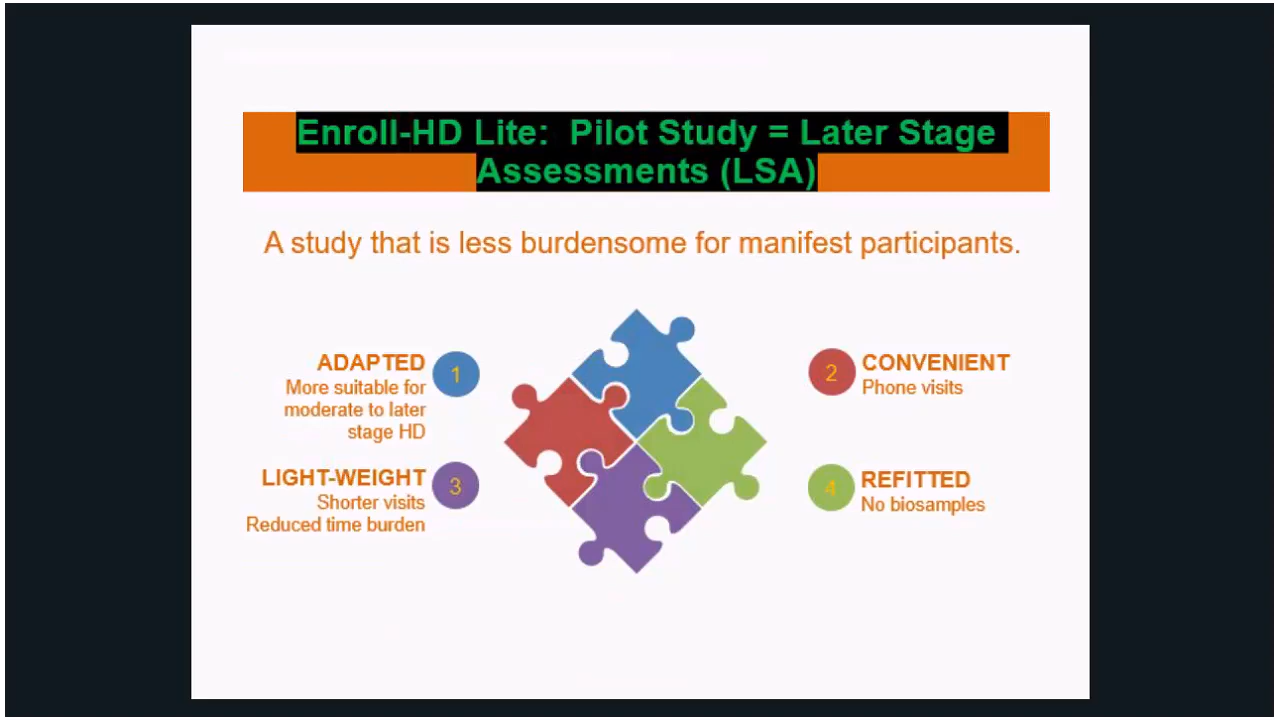 Enroll-HD Lite:  Pilot Study = Later Stage
Assessments (LSA)
A study that is less burdensome for manifest participants.
ADAPTED
1
More suitable for
moderate to later
stage HD
2
CONVENIENT
Phone visits
LIGHT-WEIGHT
3
Shorter visits
Reduced time burden
4
REFITTED
No biosamples